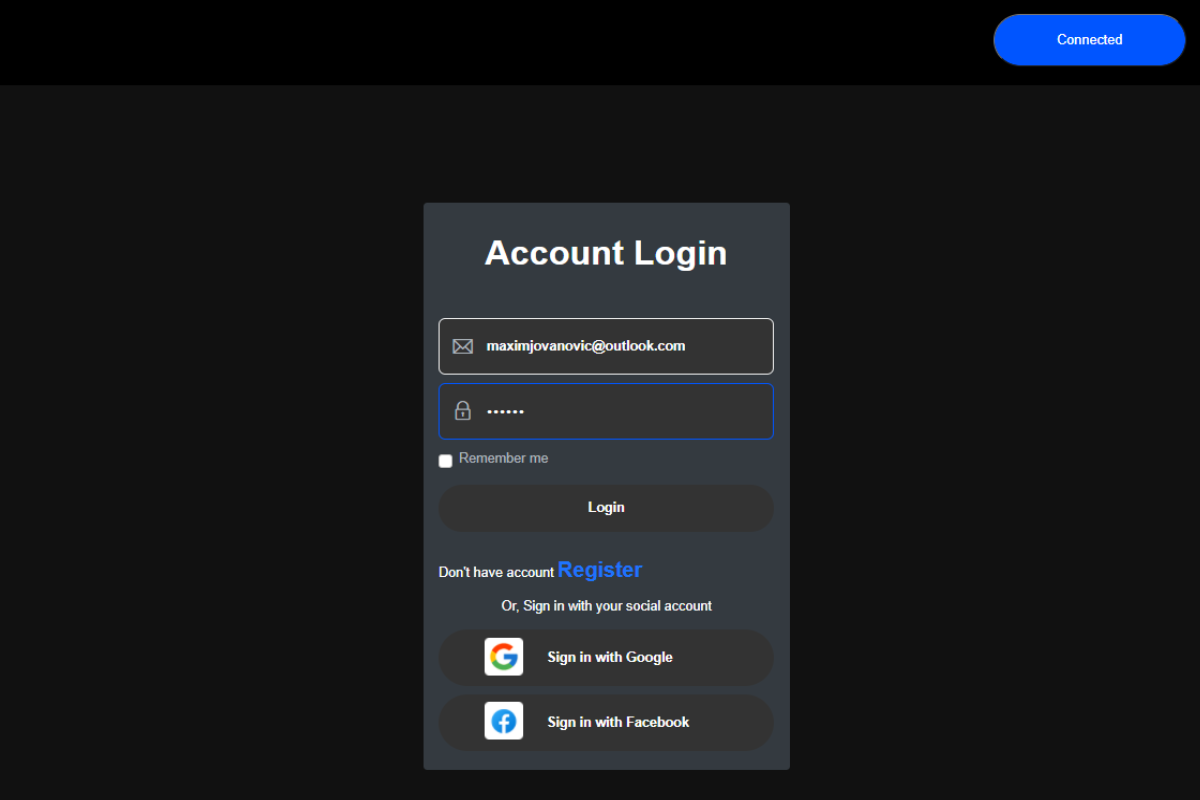 Connected
Account Login
maximjovanovic@outlook.com
••••••
Remember me
Login
Don't have account Register
Or, Sign in with your social account
Sign in with Google
Sign in with Facebook